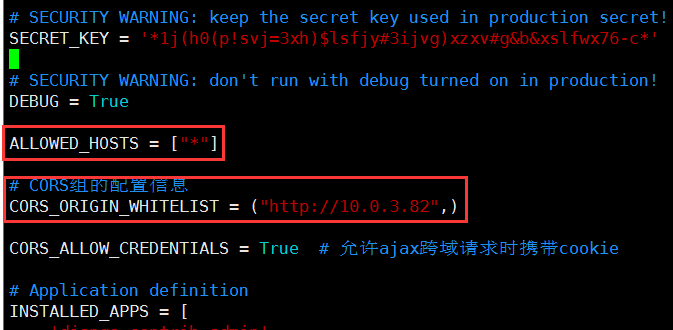 # SECURITY WARNING: keep the secret key used in production secret!
SECRET_KEY = '*1j(h0(p!svj=3xh)$lsfjy#3ijvg)xzxv#g&b&xslfwx76-c*'
# SECURITY WARNING: don't run with debug turned on in production!
DEBUG = True
ALLOWED_HOSTS = ["*"]
# CORS组的配置信息
CORS_ORIGIN_WHITELIST = ("http://10.0.3.82",)
CORS_ALLOW_CREDENTIALS = True  # 允许ajax跨域请求时携带cookie
# Application definition
INSTALLED_APPS = [